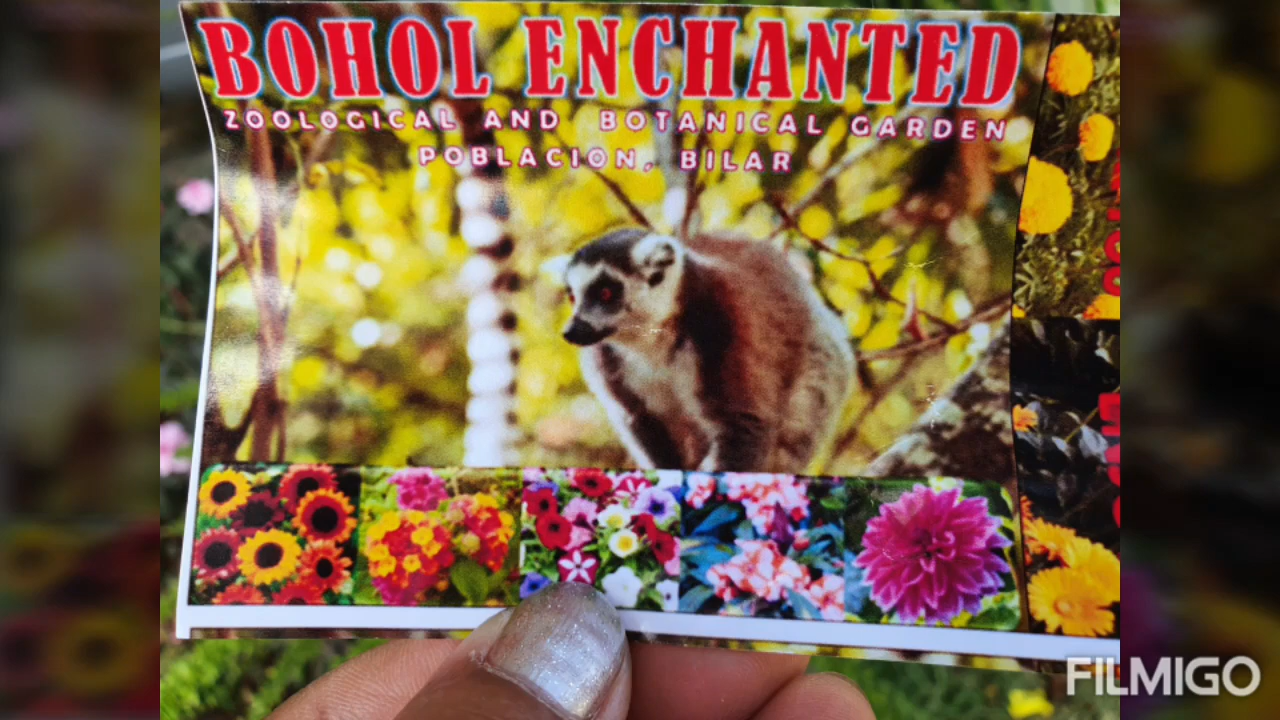 BOHOL ENCHANTED
ZOOLOGICAL AND BOTANICAL GARDEN
POBLACION, BILAR
FILMIGO